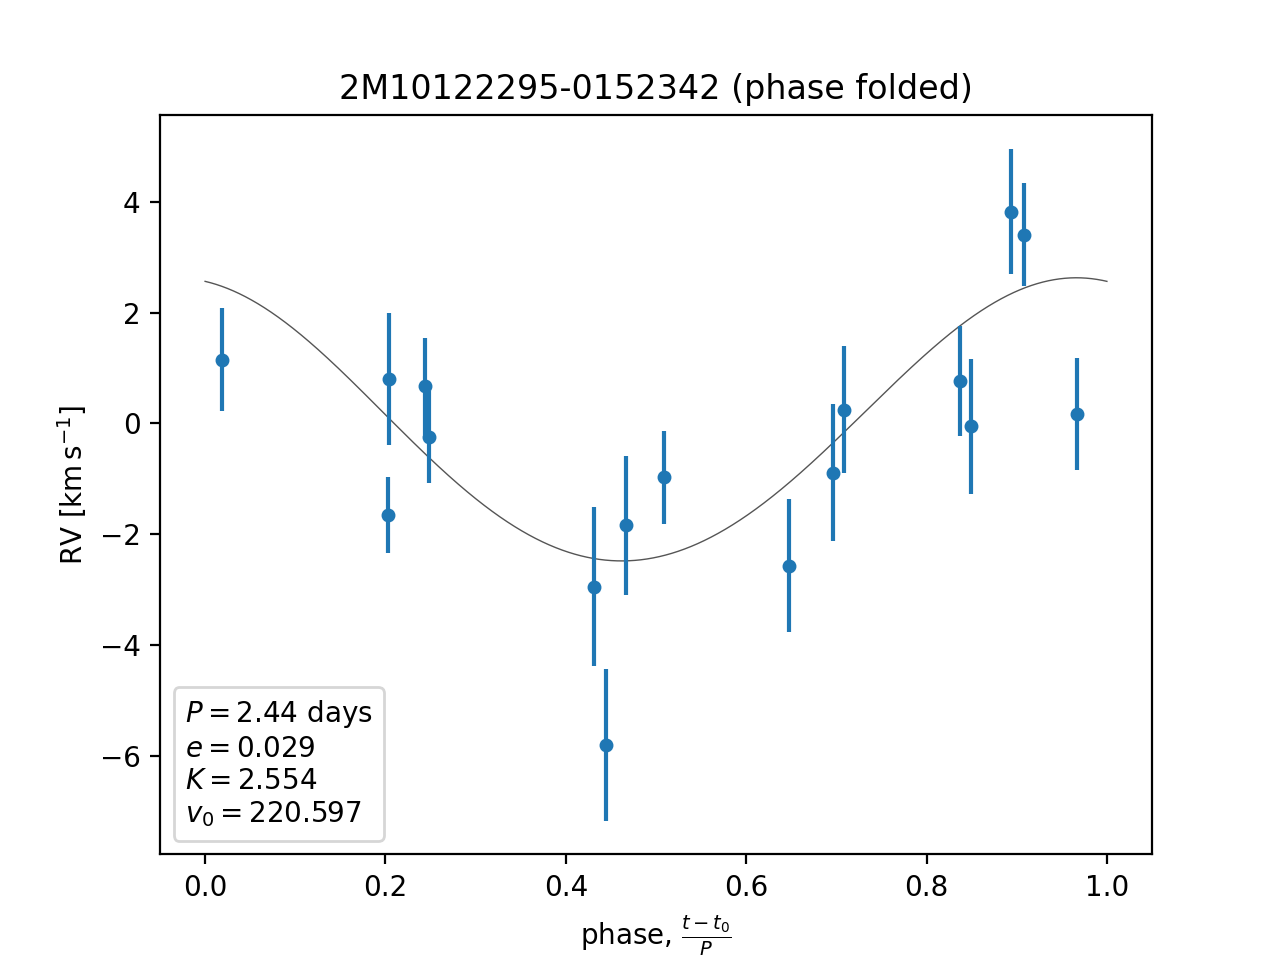 2M10122295-0152342 (phase folded)
RV [km s⁻¹]
4
2
0
−2
−4
−6
P = 2.44 days
e = 0.029
K = 2.554
v₀ = 220.597
0.0 0.2 0.4 0.6 0.8 1.0
phase, (t − t₀)/P